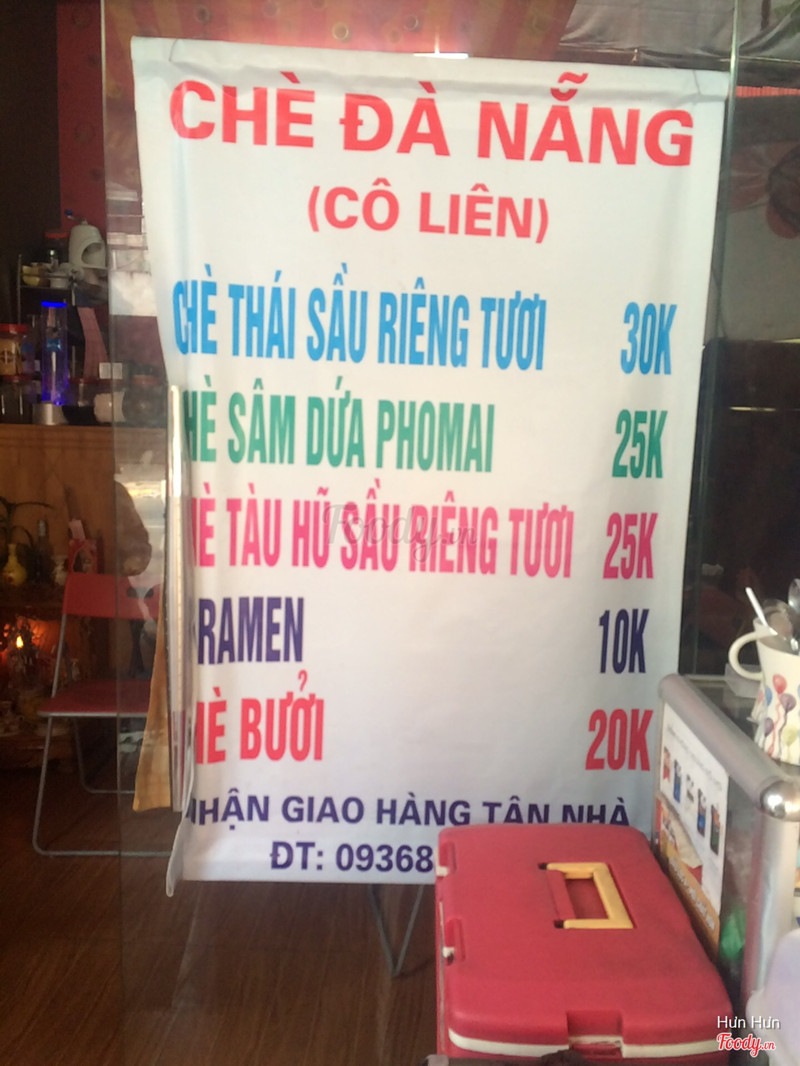 CHÈ ĐÀ NẴNG
(CÔ LIÊN)
CHÈ THÁI SẦU RIÊNG TƯƠI 30K
HÈ SÂM DỨA PHOMAI 25K
È TÀU HŨ SẦU RIÊNG TƯƠI 25K
RAMEN 10K
HÈ BƯỞI 20K
NHẬN GIAO HÀNG TẬN NHÀ
ĐT: 09368
Foody.vn
Hưn Hưn
Foody.vn